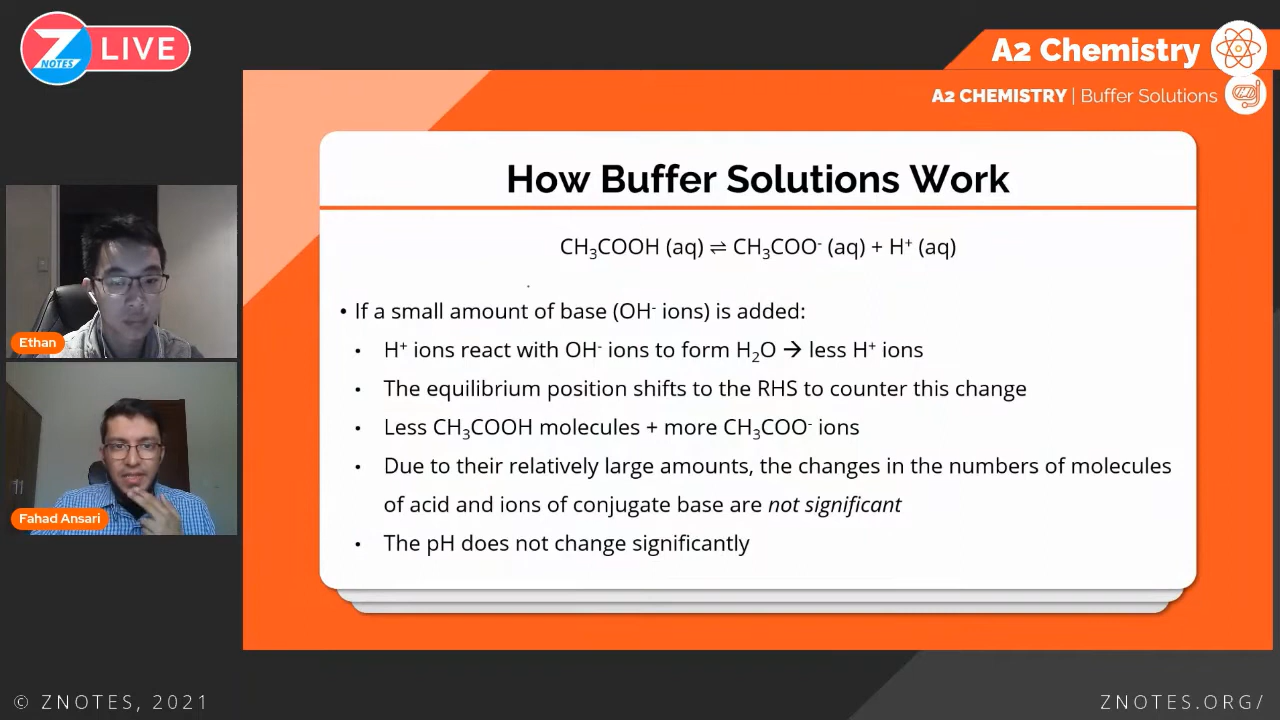 Z
NOTES
LIVE
A2 Chemistry
A2 CHEMISTRY | Buffer Solutions
How Buffer Solutions Work
CH₃COOH (aq) ⇌ CH₃COO⁻ (aq) + H⁺ (aq)
• If a small amount of base (OH⁻ ions) is added:
• H⁺ ions react with OH⁻ ions to form H₂O → less H⁺ ions
• The equilibrium position shifts to the RHS to counter this change
• Less CH₃COOH molecules + more CH₃COO⁻ ions
• Due to their relatively large amounts, the changes in the numbers of molecules
of acid and ions of conjugate base are not significant
• The pH does not change significantly
Ethan
Fahad Ansari
© ZNOTES, 2021
ZNOTES.ORG/